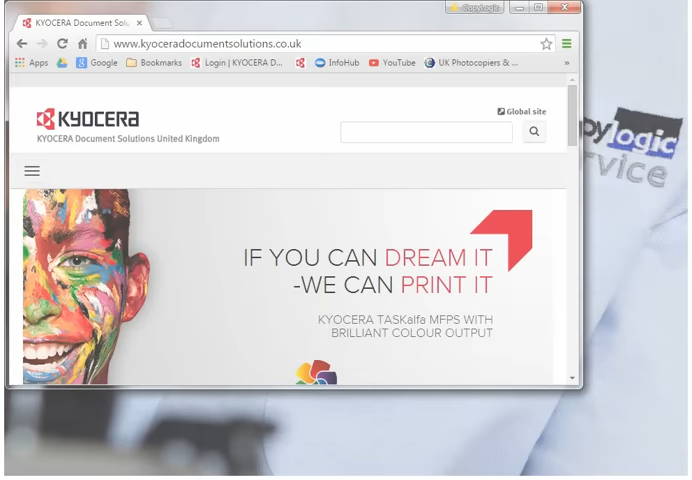 CopyLogic
KYOCERA Document Solu
www.kyoceradocumentsolutions.co.uk
Apps Google Bookmarks Login | KYOCERA D... InfoHub YouTube UK Photocopiers & ... »
Global site
KYOCERA
KYOCERA Document Solutions United Kingdom
pylogic
rvice
IF YOU CAN DREAM IT
-WE CAN PRINT IT
KYOCERA TASKalfa MFPS WITH
BRILLIANT COLOUR OUTPUT